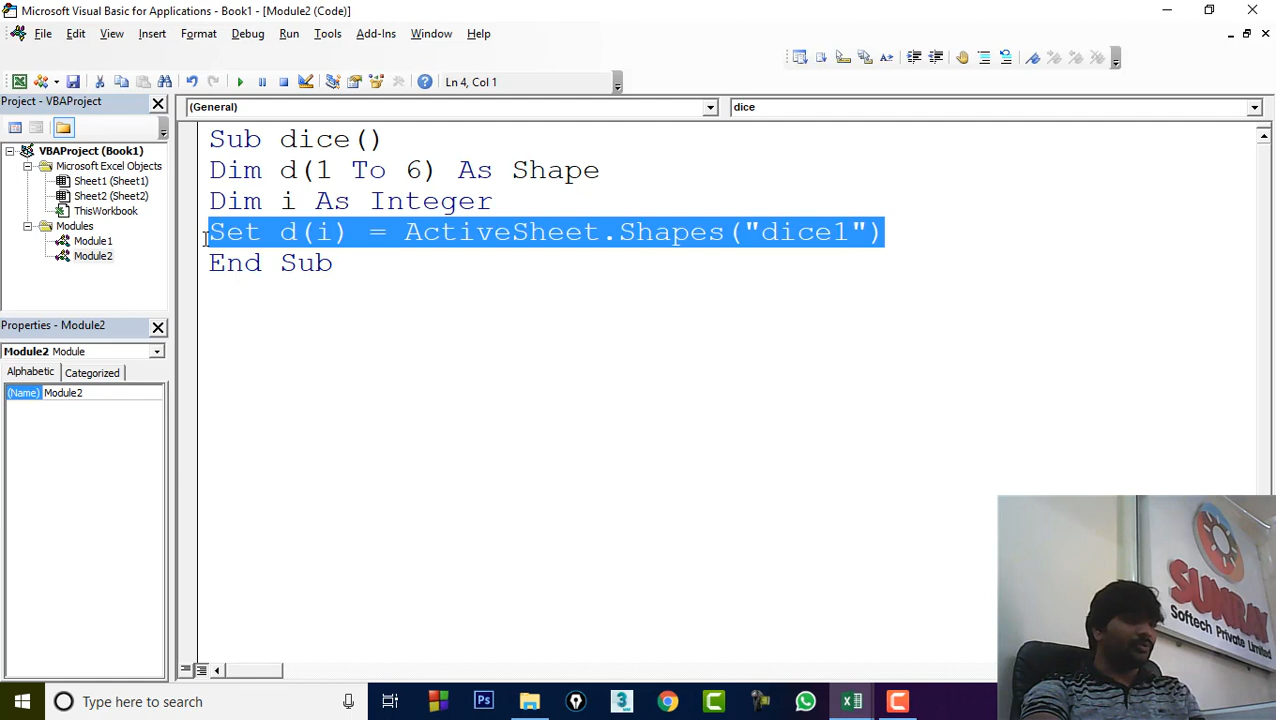 Microsoft Visual Basic for Applications - Book1 - [Module2 (Code)]
File Edit View Insert Format Debug Run Tools Add-Ins Window Help
Ln 4, Col 1
Project - VBAProject
(General) dice
VBAProject (Book1)
Microsoft Excel Objects
Sheet1 (Sheet1)
Sheet2 (Sheet2)
ThisWorkbook
Modules
Module1
Module2
Sub dice()
Dim d(1 To 6) As Shape
Dim i As Integer
Set d(i) = ActiveSheet.Shapes("dice1")
End Sub
Properties - Module2
Module2 Module
Alphabetic Categorized
(Name) Module2
SUNRAY
Softech Private Limited
Type here to search